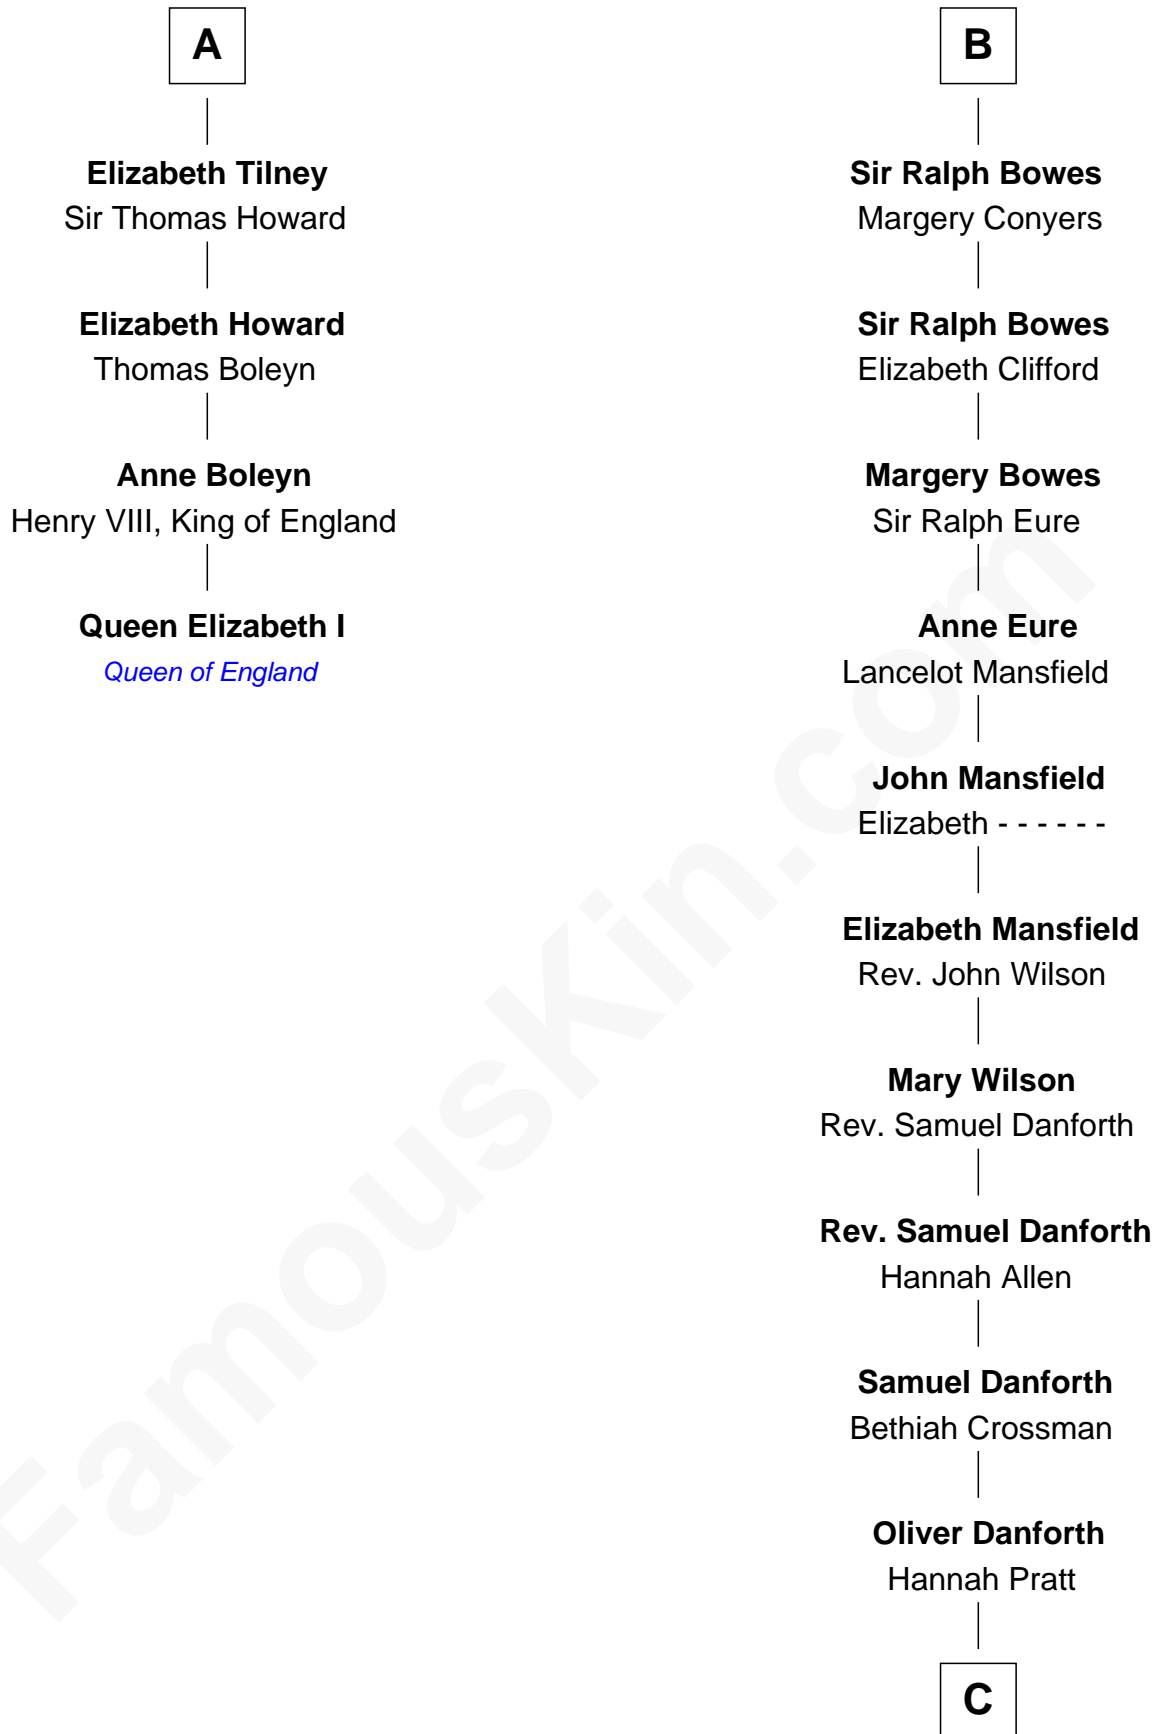 A
Elizabeth Tilney
Sir Thomas Howard
Elizabeth Howard
Thomas Boleyn
Anne Boleyn
Henry VIII, King of England
Queen Elizabeth I
Queen of England
B
Sir Ralph Bowes
Margery Conyers
Sir Ralph Bowes
Elizabeth Clifford
Margery Bowes
Sir Ralph Eure
Anne Eure
Lancelot Mansfield
John Mansfield
Elizabeth - - - - - -
Elizabeth Mansfield
Rev. John Wilson
Mary Wilson
Rev. Samuel Danforth
Rev. Samuel Danforth
Hannah Allen
Samuel Danforth
Bethiah Crossman
Oliver Danforth
Hannah Pratt
C
FamousKin.com